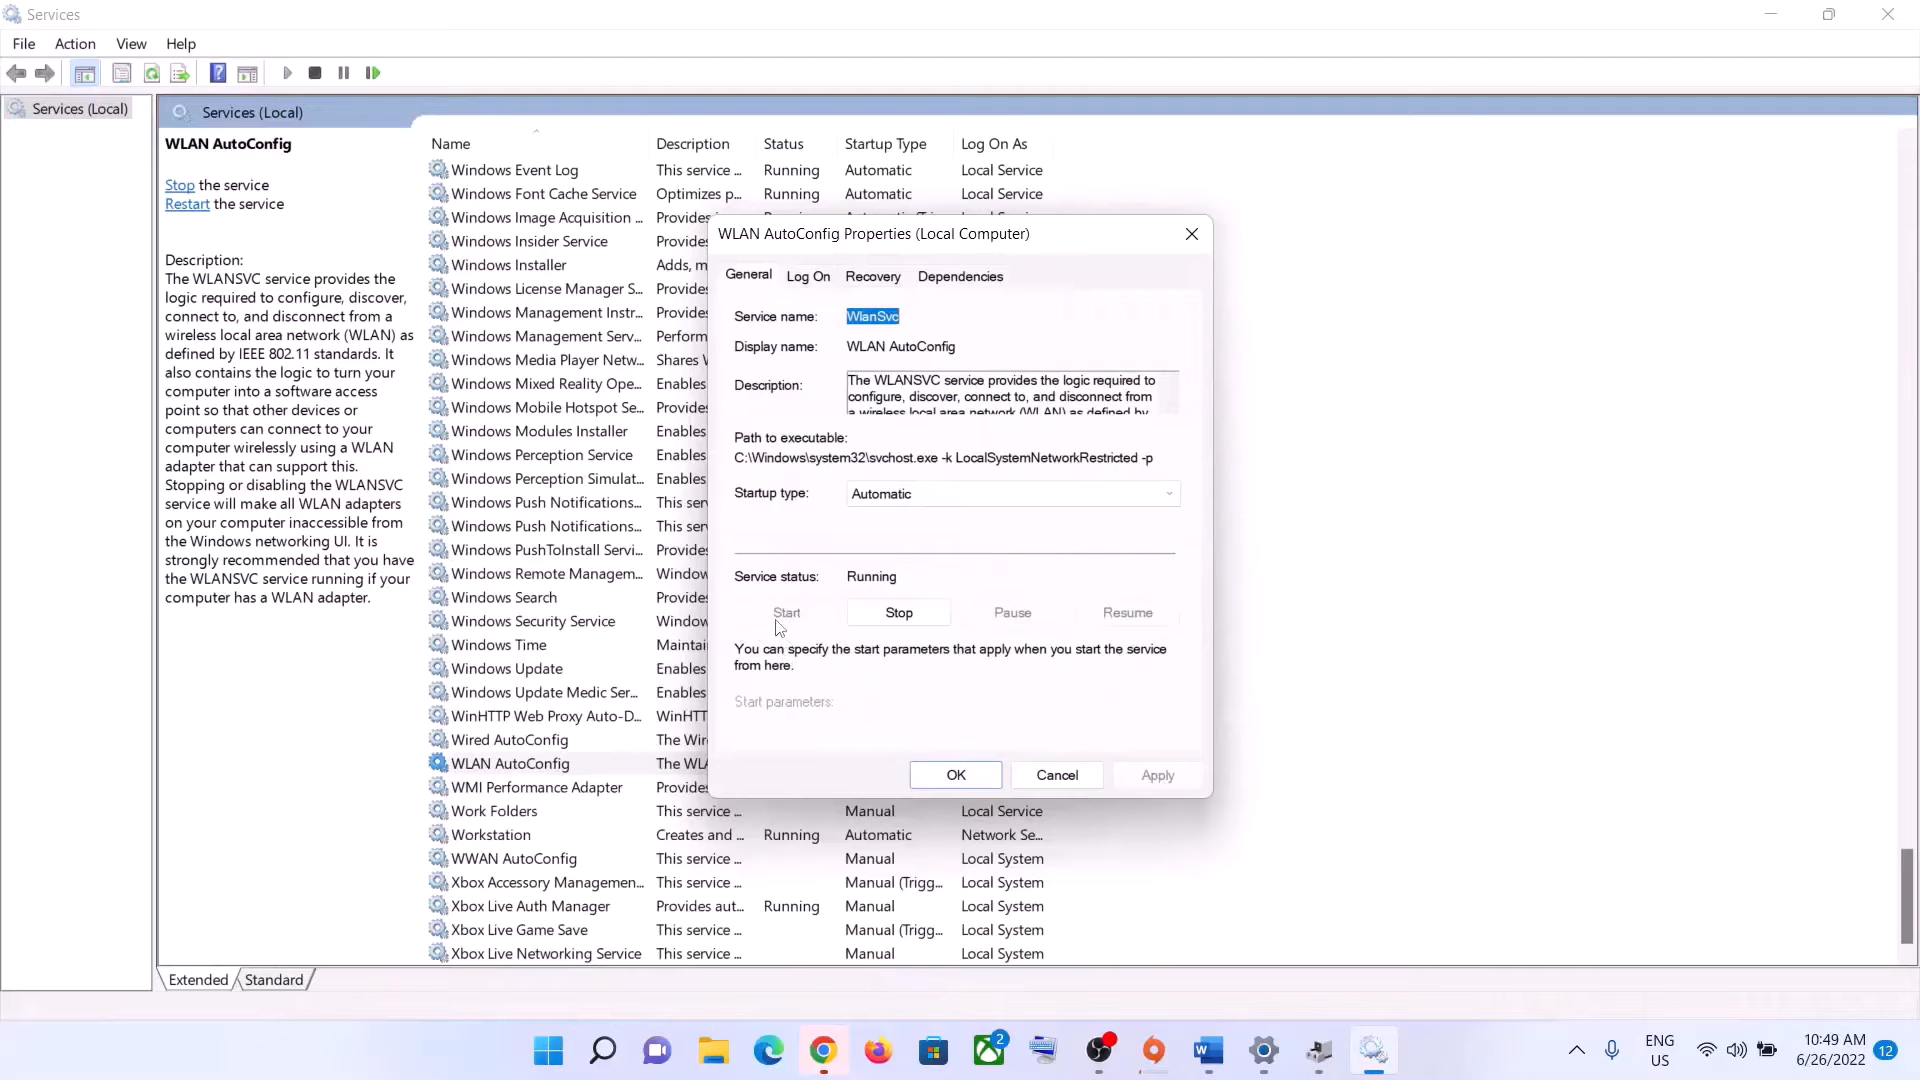 Services
File Action View Help
Services (Local)
Services (Local)
WLAN AutoConfig
Stop the service
Restart the service
Description:
The WLANSVC service provides the
logic required to configure, discover,
connect to, and disconnect from a
wireless local area network (WLAN) as
defined by IEEE 802.11 standards. It
also contains the logic to turn your
computer into a software access
point so that other devices or
computers can connect to your
computer wirelessly using a WLAN
adapter that can support this.
Stopping or disabling the WLANSVC
service will make all WLAN adapters
on your computer inaccessible from
the Windows networking UI. It is
strongly recommended that you have
the WLANSVC service running if your
computer has a WLAN adapter.
Name Description Status Startup Type Log On As
Windows Event Log This service ... Running Automatic Local Service
Windows Font Cache Service Optimizes p... Running Automatic Local Service
Windows Image Acquisition ... Provides
Windows Insider Service Provide
Windows Installer Adds, m
Windows License Manager S... Provide
Windows Management Instr... Provide
Windows Management Serv... Perform
Windows Media Player Netw... Shares W
Windows Mixed Reality Ope... Enables
Windows Mobile Hotspot Se... Provide
Windows Modules Installer Enables
Windows Perception Service Enables
Windows Perception Simulat... Enables
Windows Push Notifications... This ser
Windows Push Notifications... This ser
Windows PushToInstall Servi... Provide
Windows Remote Managem... Window
Windows Search Provide
Windows Security Service Window
Windows Time Maintai
Windows Update Enables
Windows Update Medic Ser... Enables
WinHTTP Web Proxy Auto-D... WinHTT
Wired AutoConfig The Wir
WLAN AutoConfig The WLA
WMI Performance Adapter Provide
Work Folders This service ... Manual Local Service
Workstation Creates and ... Running Automatic Network Se...
WWAN AutoConfig This service ... Manual Local System
Xbox Accessory Managemen... This service ... Manual (Trigg... Local System
Xbox Live Auth Manager Provides aut... Running Manual Local System
Xbox Live Game Save This service ... Manual (Trigg... Local System
Xbox Live Networking Service This service ... Manual Local System
WLAN AutoConfig Properties (Local Computer)
General Log On Recovery Dependencies
Service name: WlanSvc
Display name: WLAN AutoConfig
Description: The WLANSVC service provides the logic required to
configure, discover, connect to, and disconnect from
a wireless local area network (WLAN) as defined by
Path to executable:
C:\Windows\system32\svchost.exe -k LocalSystemNetworkRestricted -p
Startup type: Automatic
Service status: Running
Start Stop Pause Resume
You can specify the start parameters that apply when you start the service
from here.
Start parameters:
OK Cancel Apply
Extended Standard
2
W
ENG
US
10:49 AM
6/26/2022
12